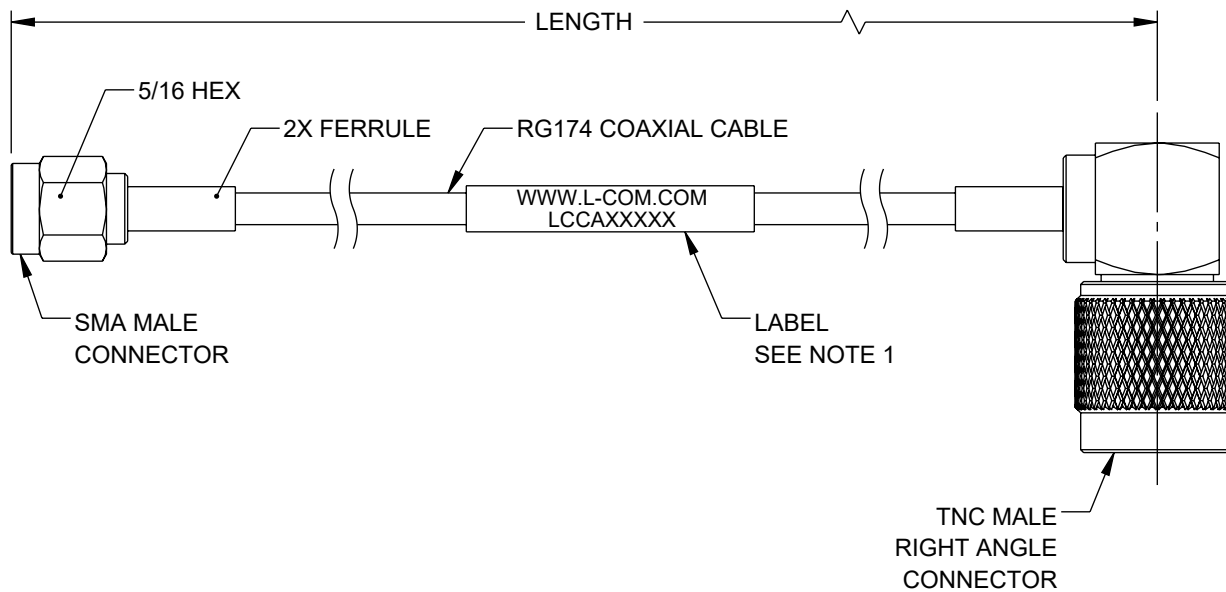 LENGTH
5/16 HEX
2X FERRULE
RG174 COAXIAL CABLE
WWW.L-COM.COM
LCCAXXXXX
SMA MALE
CONNECTOR
LABEL
SEE NOTE 1
TNC MALE
RIGHT ANGLE
CONNECTOR